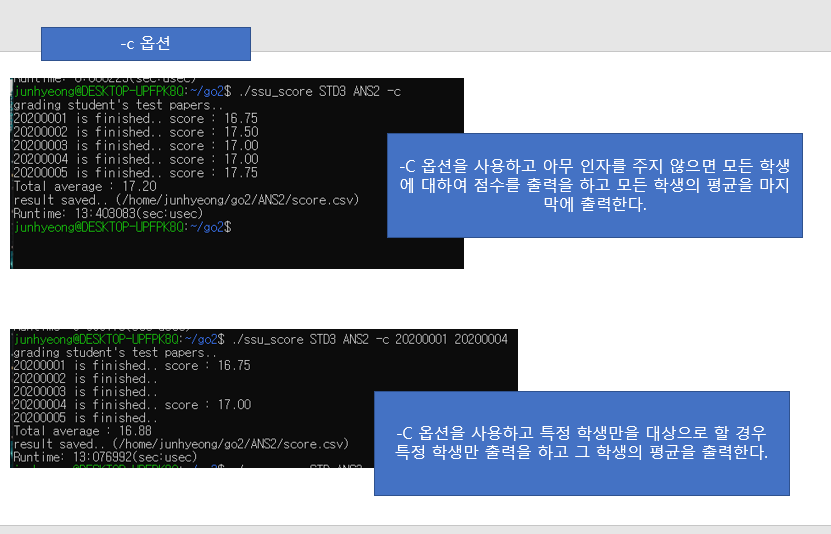 -c 옵션
Runtime: 0:000223(sec:usec)
junhyeong@DESKTOP-UPFPK8O:~/go2$ ./ssu_score STD3 ANS2 -c
grading student's test papers..
20200001 is finished.. score : 16.75
20200002 is finished.. score : 17.50
20200003 is finished.. score : 17.00
20200004 is finished.. score : 17.00
20200005 is finished.. score : 17.75
Total average : 17.20
result saved.. (/home/junhyeong/go2/ANS2/score.csv)
Runtime: 13:403083(sec:usec)
junhyeong@DESKTOP-UPFPK8O:~/go2$
-C 옵션을 사용하고 아무 인자를 주지 않으면 모든 학생
에 대하여 점수를 출력을 하고 모든 학생의 평균을 마지
막에 출력한다.
junhyeong@DESKTOP-UPFPK8O:~/go2$ ./ssu_score STD3 ANS2 -c 20200001 20200004
grading student's test papers..
20200001 is finished.. score : 16.75
20200002 is finished..
20200003 is finished..
20200004 is finished.. score : 17.00
20200005 is finished..
Total average : 16.88
result saved.. (/home/junhyeong/go2/ANS2/score.csv)
Runtime: 13:076992(sec:usec)
-C 옵션을 사용하고 특정 학생만을 대상으로 할 경우
특정 학생만 출력을 하고 그 학생의 평균을 출력한다.